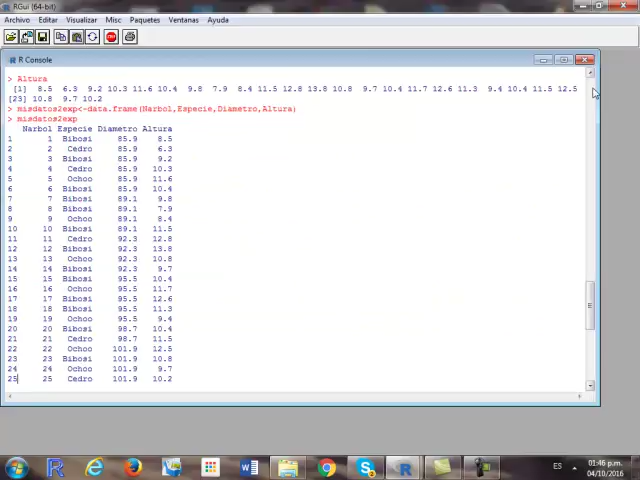 RGui (64-bit)
Archivo Editar Visualizar Misc Paquetes Ventanas Ayuda
R Console
> Altura
[1] 8.5 6.3 9.2 10.3 11.6 10.4 9.8 7.9 8.4 11.5 12.8 13.8 10.8 9.7 10.4 11.7 12.6 11.3 9.4 10.4 11.5 12.5
[23] 10.8 9.7 10.2
> misdatos2exp<-data.frame(Narbol,Especie,Diametro,Altura)
> misdatos2exp
Narbol Especie Diametro Altura
1 1 Bibosi 85.9 8.5
2 2 Cedro 85.9 6.3
3 3 Bibosi 85.9 9.2
4 4 Cedro 85.9 10.3
5 5 Ochoo 85.9 11.6
6 6 Bibosi 85.9 10.4
7 7 Bibosi 89.1 9.8
8 8 Bibosi 89.1 7.9
9 9 Ochoo 89.1 8.4
10 10 Bibosi 89.1 11.5
11 11 Cedro 92.3 12.8
12 12 Bibosi 92.3 13.8
13 13 Ochoo 92.3 10.8
14 14 Bibosi 92.3 9.7
15 15 Bibosi 95.5 10.4
16 16 Ochoo 95.5 11.7
17 17 Bibosi 95.5 12.6
18 18 Bibosi 95.5 11.3
19 19 Ochoo 95.5 9.4
20 20 Bibosi 98.7 10.4
21 21 Cedro 98.7 11.5
22 22 Ochoo 101.9 12.5
23 23 Bibosi 101.9 10.8
24 24 Ochoo 101.9 9.7
25 25 Cedro 101.9 10.2
ES
01:46 p.m.
04/10/2016